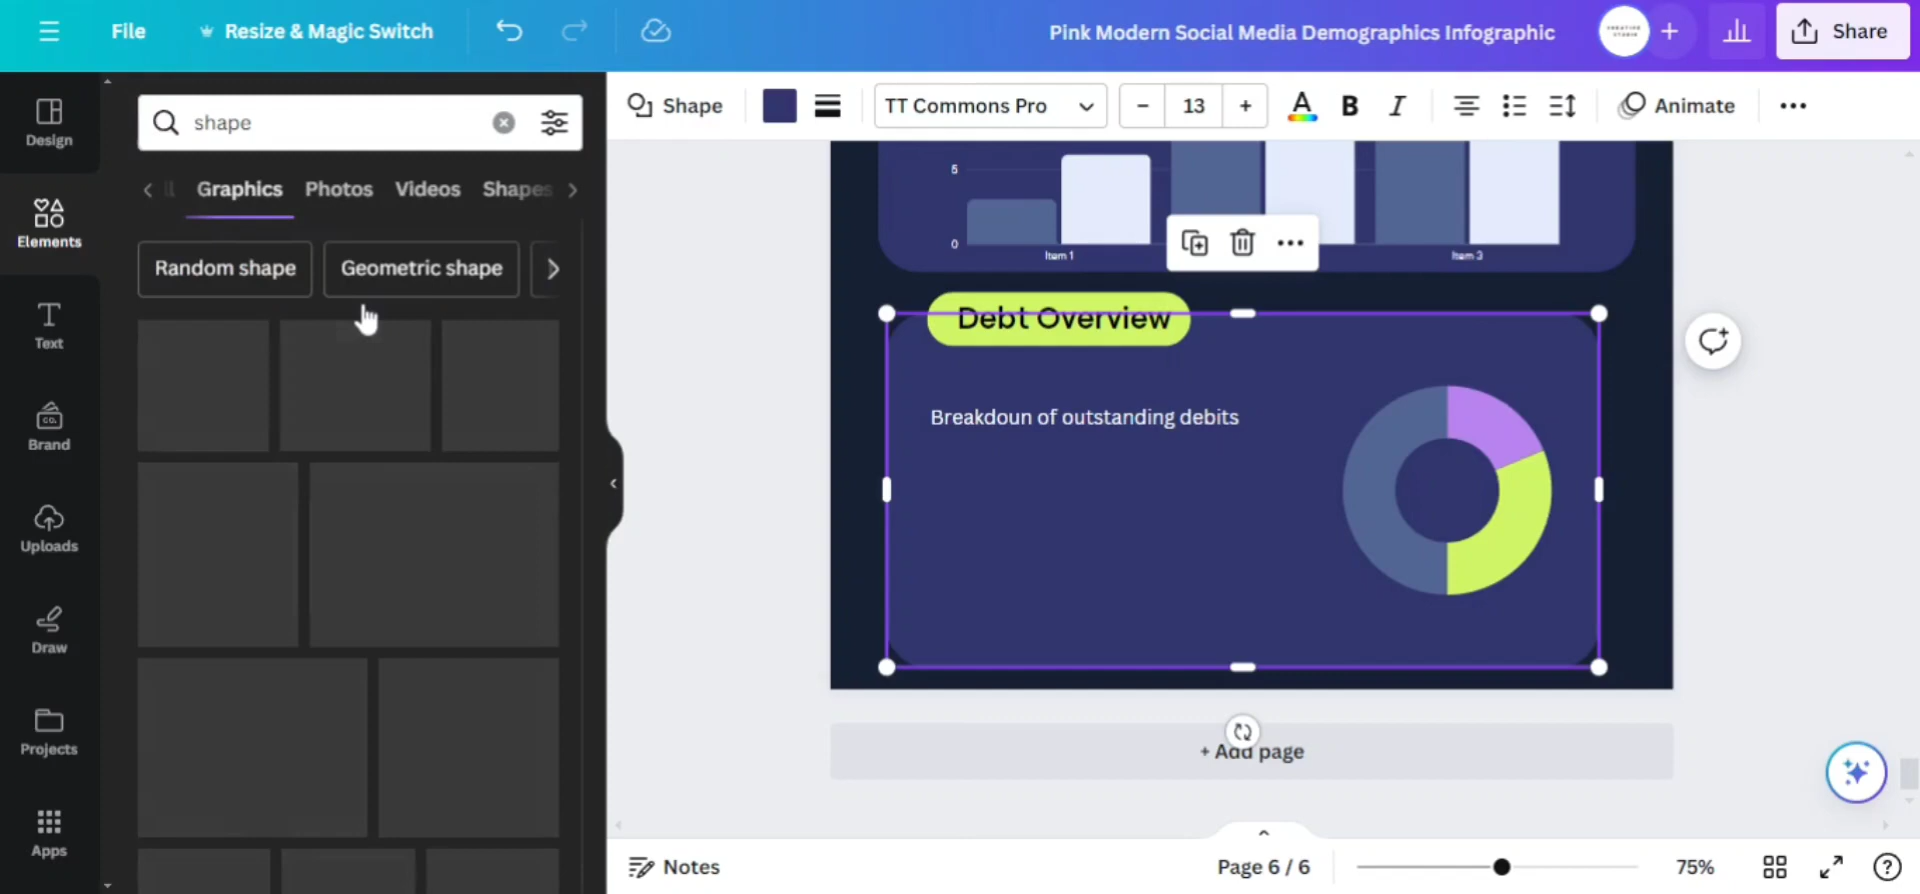 File
Resize & Magic Switch
Pink Modern Social Media Demographics Infographic
Share
Design
Elements
Text
Brand
Uploads
Draw
Projects
Apps
shape
Graphics Photos Videos Shapes
Random shape
Geometric shape
Shape
TT Commons Pro
- 13 +
A B I
Animate
5
0
Item 1
Item 3
Debt Overview
Breakdoun of outstanding debits
+ Add page
Notes
Page 6 / 6
75%